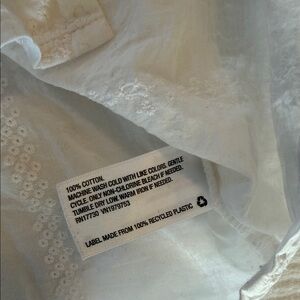 100% COTTON.
MACHINE WASH COLD WITH LIKE COLORS. GENTLE
CYCLE. ONLY NON-CHLORINE BLEACH IF NEEDED.
TUMBLE DRY LOW. WARM IRON IF NEEDED.
RN17730 VN1979753
LABEL MADE FROM 100% RECYCLED PLASTIC